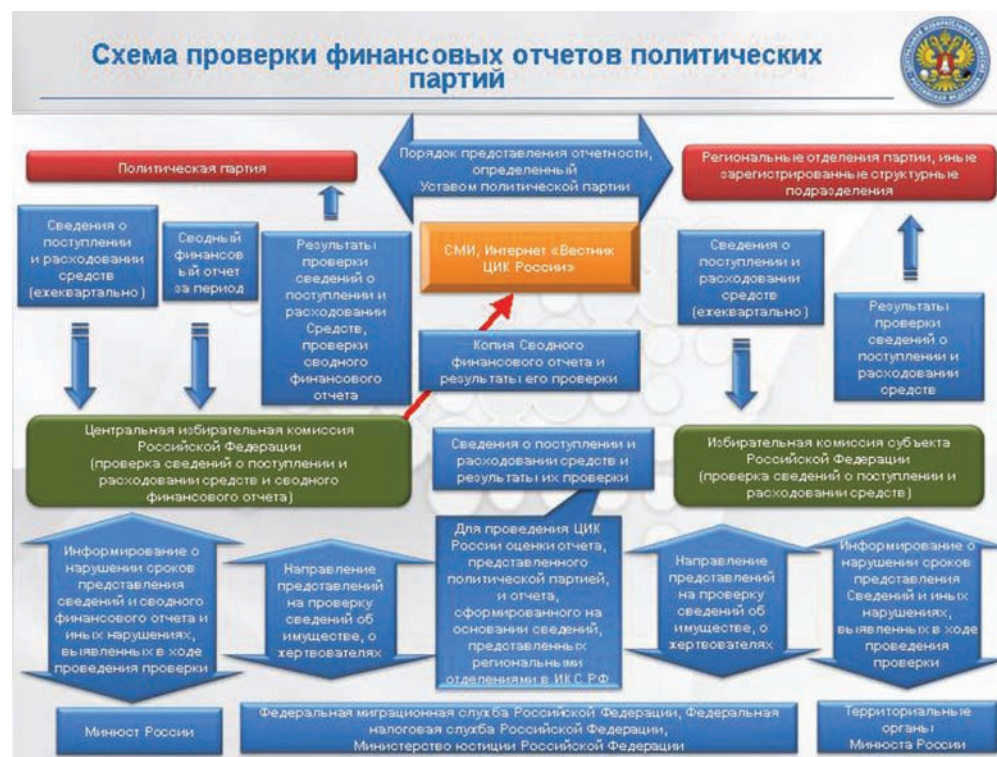 Схема проверки финансовых отчетов политических
партий
Политическая партия
Порядок представления отчетности,
определенный
Уставом политической партии
Региональные отделения партии, иные
зарегистрированные структурные
подразделения
Сведения о
поступлении
и расходовании
средств
(ежеквартально)
Сводный
финансов
ый отчет
за период
Результаты
проверки
сведений о
поступлении и
расходовании
Средств,
проверки
сводного
финансового
отчета
СМИ, Интернет «Вестник
ЦИК России»
Сведения о
поступлении и
расходовании
средств
(ежеквартально)
Результаты
проверки
сведений о
поступлении и
расходовании
средств
Копия Сводного
финансового отчета и
результаты его проверки
Центральная избирательная комиссия
Российской Федерации
(проверка сведений о поступлении и
расходовании средств и сводного
финансового отчета)
Сведения о поступлении и
расходовании средств и
результаты их проверки
Избирательная комиссия субъекта
Российской Федерации
(проверка сведений о поступлении и
расходовании средств)
Информирование о
нарушении сроков
представления
сведений и сводного
финансового отчета и
иных нарушениях,
выявленных в ходе
проведения проверки
Направление
представлений
на проверку
сведений об
имуществе, о
жертвователях
Для проведения ЦИК
России оценки отчета,
представленного
политической партией,
и отчета,
сформированного на
основании сведений,
представленных
региональными
отделениями в ИКС РФ
Направление
представлений
на проверку
сведений об
имуществе, о
жертвователях
Информирование о
нарушении сроков
представления
Сведений и иных
нарушениях,
выявленных в ходе
проведения
проверки
Минюст России
Федеральная миграционная служба Российской Федерации, Федеральная
налоговая служба Российской Федерации,
Министерство юстиции Российской Федерации
Территориальные
органы
Минюста России